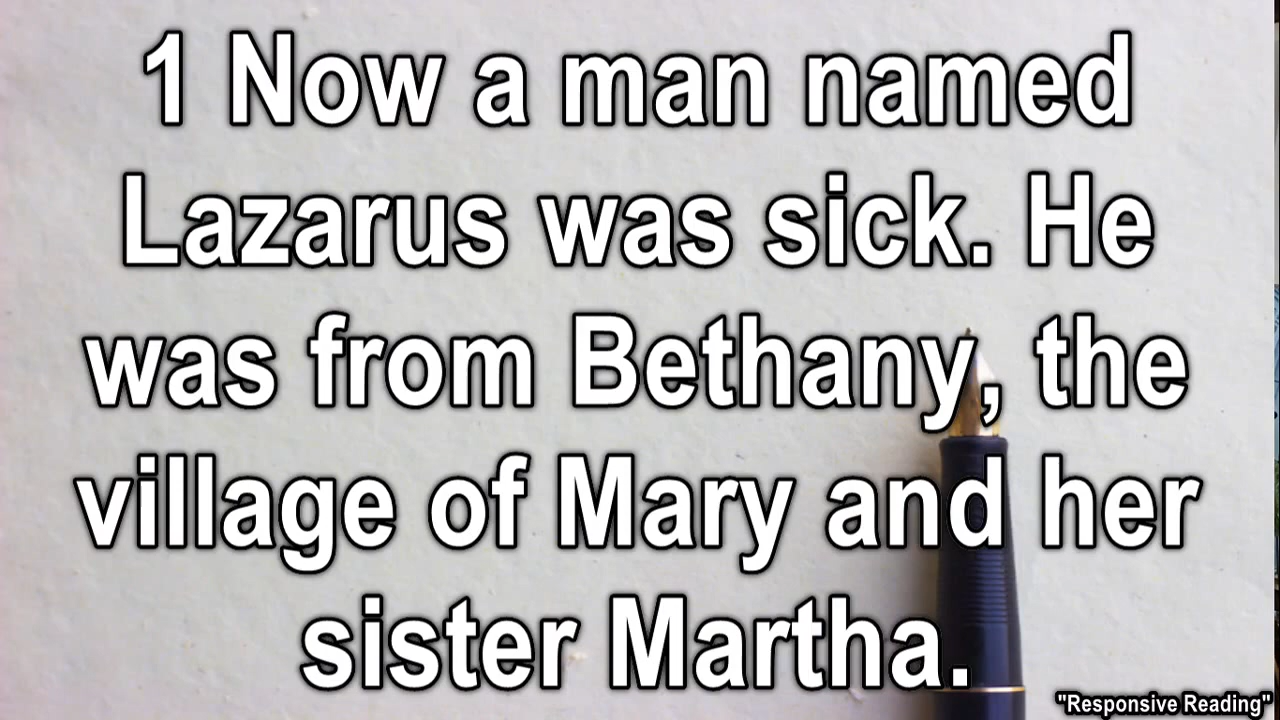 1 Now a man named
Lazarus was sick. He
was from Bethany, the
village of Mary and her
sister Martha.
"Responsive Reading"